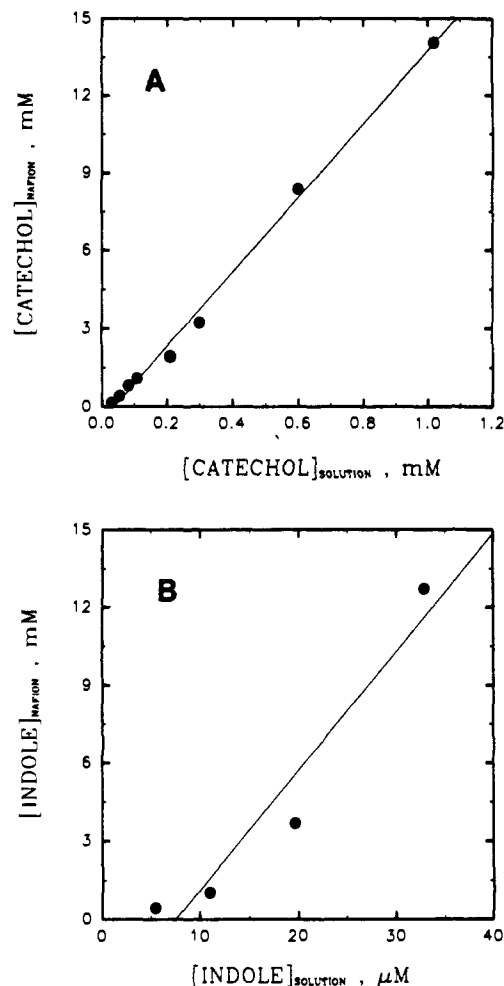 15
12
9
6
3
0
A
[CATECHOL]NAFION , mM
0.0 0.2 0.4 0.6 0.8 1.0 1.2
[CATECHOL]SOLUTION , mM
15
12
9
6
3
0
B
[INDOLE]NAFION , mM
0 10 20 30 40
[INDOLE]SOLUTION , μM